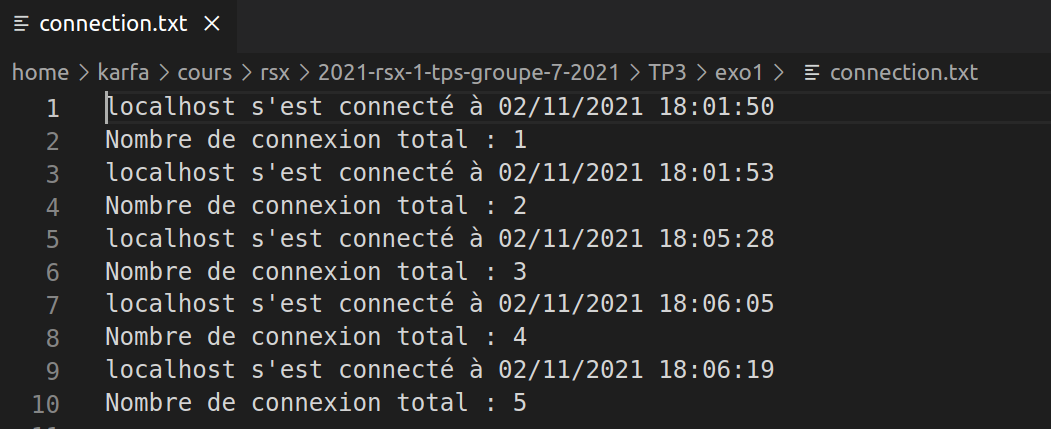 connection.txt ×
home > karfa > cours > rsx > 2021-rsx-1-tps-groupe-7-2021 > TP3 > exo1 > connection.txt
1 localhost s'est connecté à 02/11/2021 18:01:50
2 Nombre de connexion total : 1
3 localhost s'est connecté à 02/11/2021 18:01:53
4 Nombre de connexion total : 2
5 localhost s'est connecté à 02/11/2021 18:05:28
6 Nombre de connexion total : 3
7 localhost s'est connecté à 02/11/2021 18:06:05
8 Nombre de connexion total : 4
9 localhost s'est connecté à 02/11/2021 18:06:19
10 Nombre de connexion total : 5